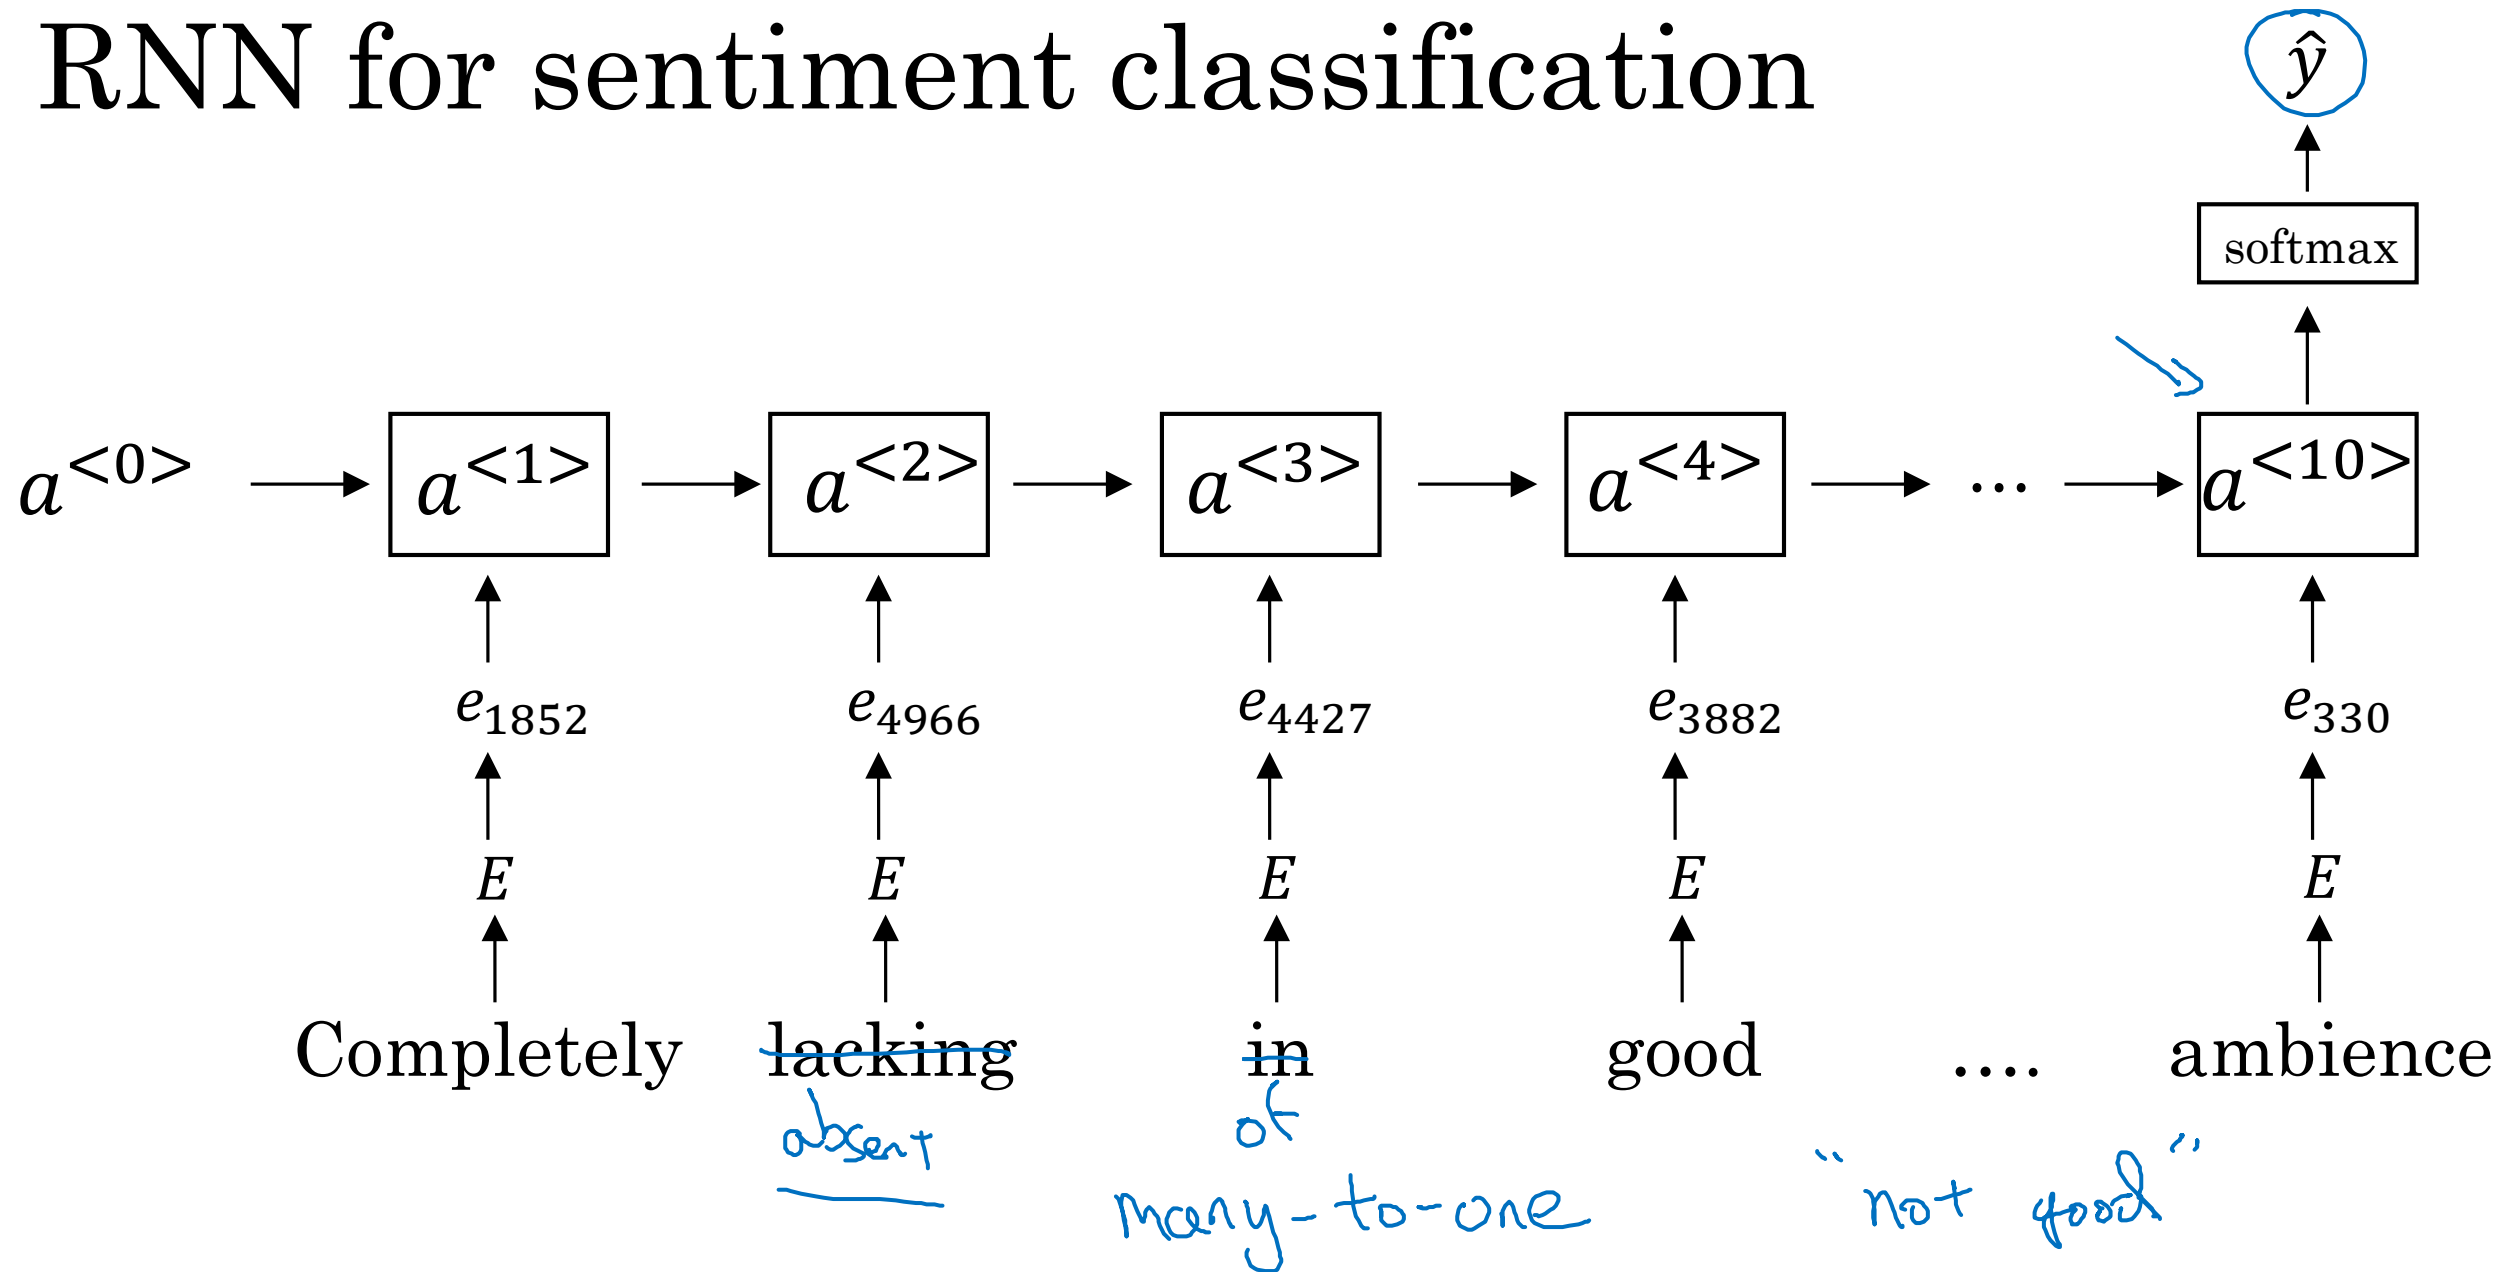 RNN for sentiment classification
ŷ
softmax
a<0> a<1> a<2> a<3> a<4> ... a<10>
e1852 e4966 e4427 e3882 e330
E E E E E
Completely lacking in good .... ambience
absent of
many-to-one "not good"